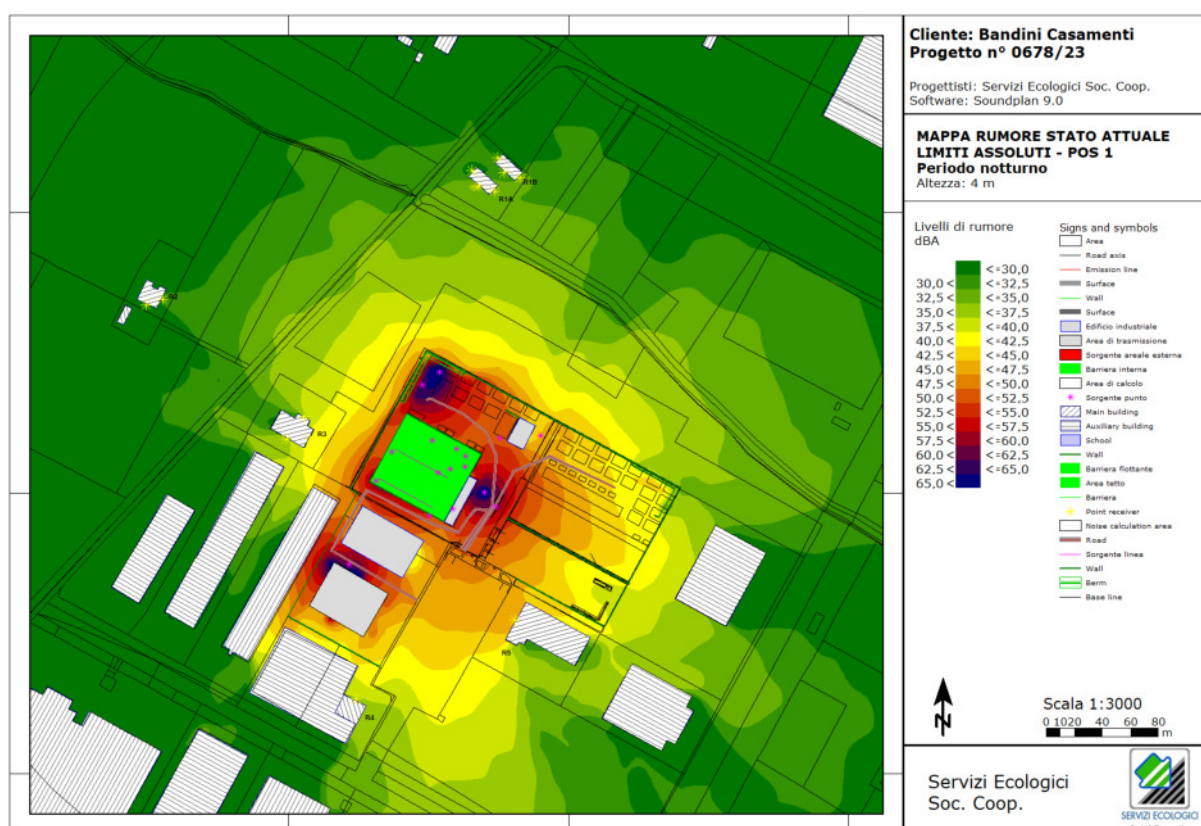 Cliente: Bandini Casamenti
Progetto n° 0678/23
Progettisti: Servizi Ecologici Soc. Coop.
Software: Soundplan 9.0
MAPPA RUMORE STATO ATTUALE
LIMITI ASSOLUTI - POS 1
Periodo notturno
Altezza: 4 m
Livelli di rumore
dBA
<=30,0
30,0 < <=32,5
32,5 < <=35,0
35,0 < <=37,5
37,5 < <=40,0
40,0 < <=42,5
42,5 < <=45,0
45,0 < <=47,5
47,5 < <=50,0
50,0 < <=52,5
52,5 < <=55,0
55,0 < <=57,5
57,5 < <=60,0
60,0 < <=62,5
62,5 < <=65,0
65,0 <
Signs and symbols
Area
Road axis
Emission line
Surface
Wall
Surface
Edificio industriale
Area di trasmissione
Sorgente areale esterna
Barriera interna
Area di calcolo
Sorgente punto
Main building
Auxiliary building
School
Wall
Barriera flottante
Area tetto
Barriera
Point receiver
Noise calculation area
Road
Sorgente linea
Wall
Berm
Base line
R1B
R1A
R2
R3
R5
R4
N
Scala 1:3000
0 10 20 40 60 80
m
Servizi Ecologici
Soc. Coop.
SERVIZI ECOLOGICI